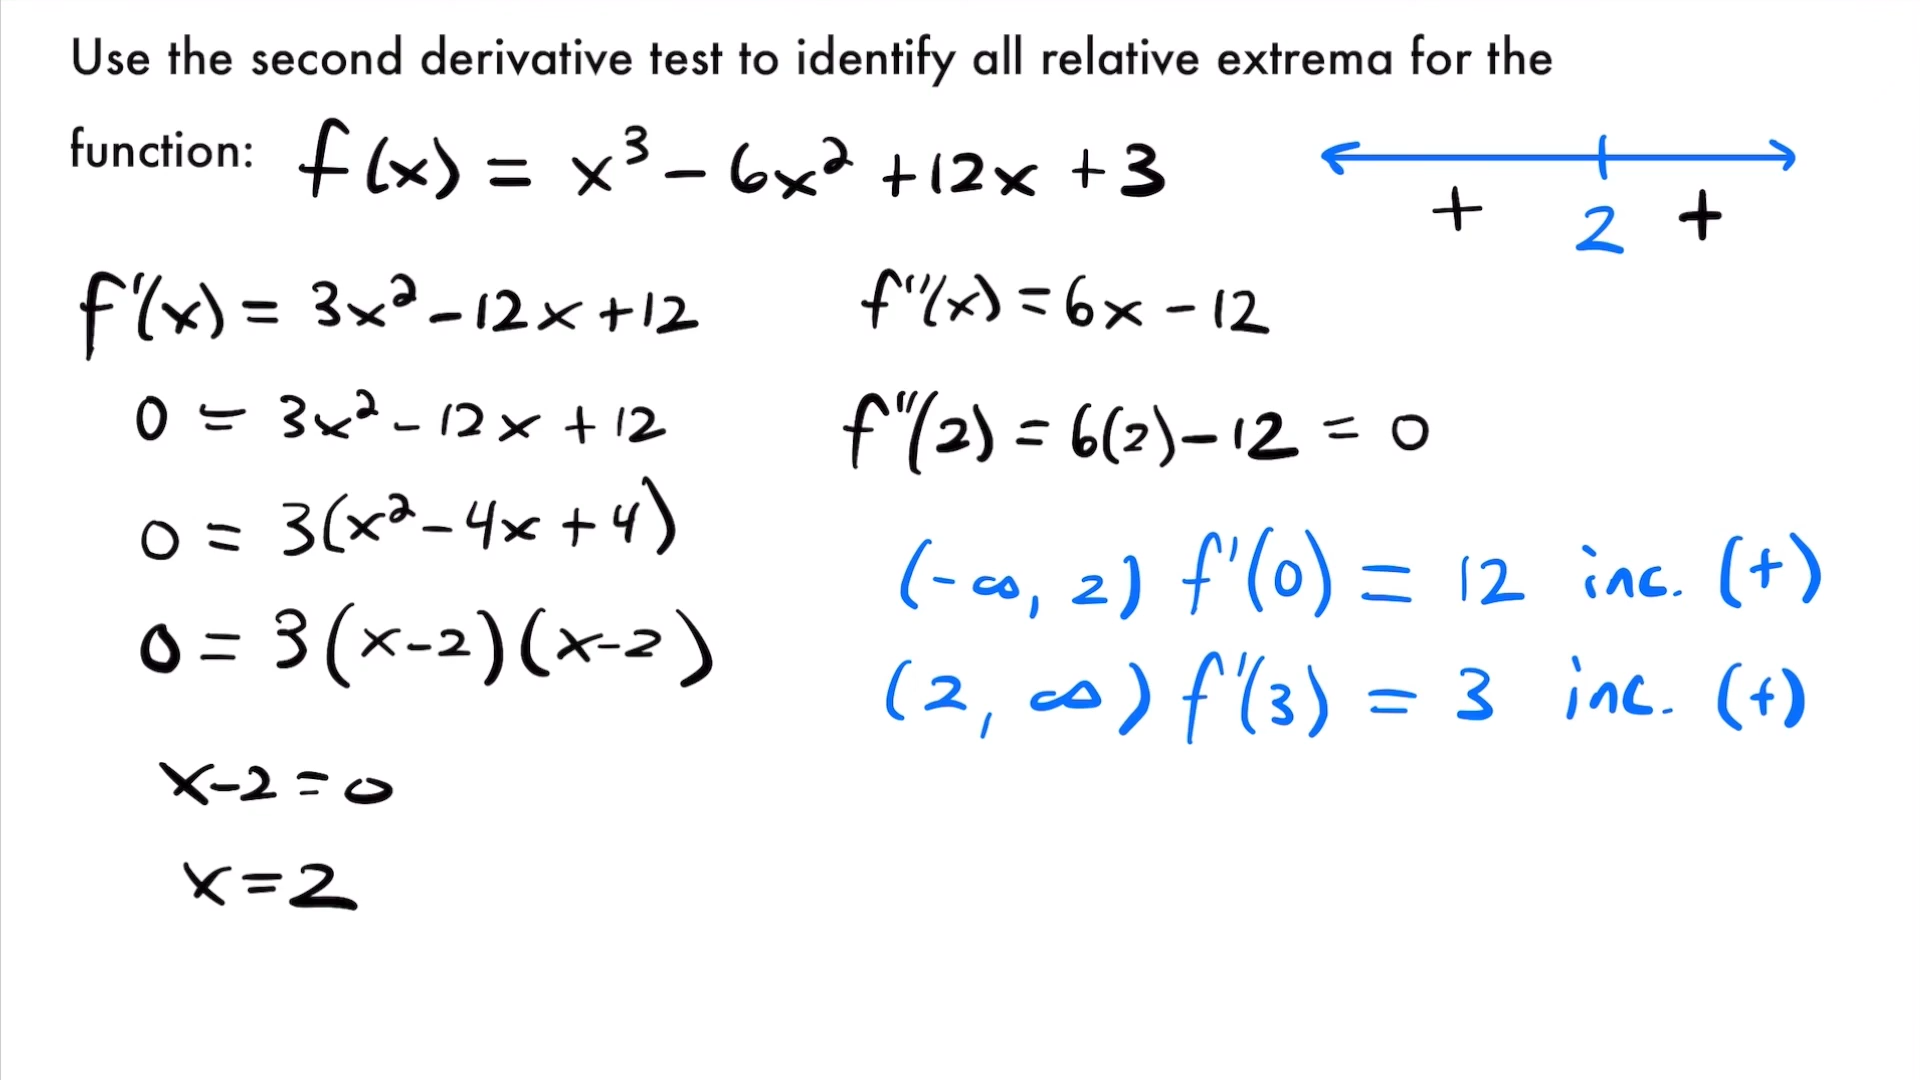 Use the second derivative test to identify all relative extrema for the
function: f(x) = x³ - 6x² + 12x + 3
+ 2 +
f'(x) = 3x² - 12x + 12
0 = 3x² - 12x + 12
0 = 3(x² - 4x + 4)
0 = 3(x-2)(x-2)
x-2 = 0
x = 2
f''(x) = 6x - 12
f''(2) = 6(2) - 12 = 0
(-∞, 2) f'(0) = 12 inc. (+)
(2, ∞) f'(3) = 3 inc. (+)